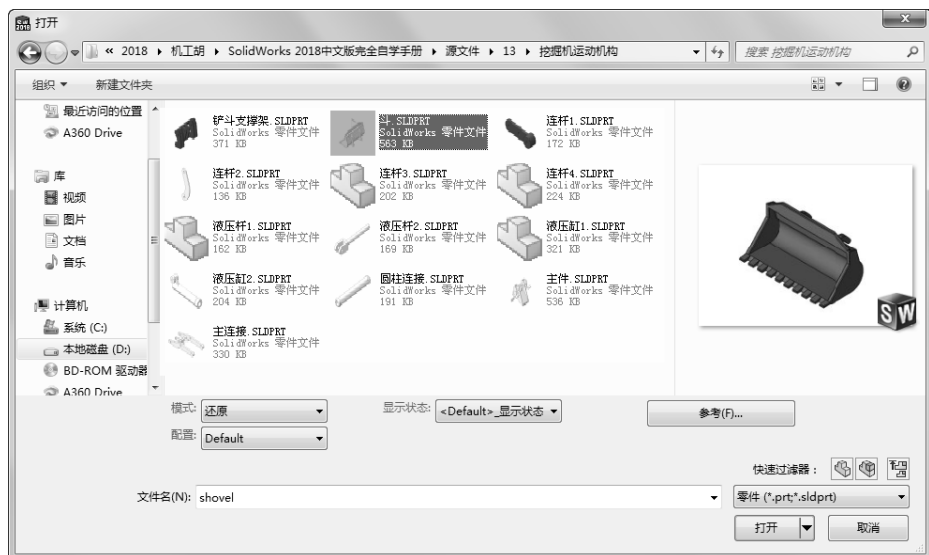 打开
« 2018 ▸ 机工胡 ▸ SolidWorks 2018中文版完全自学手册 ▸ 源文件 ▸ 13 ▸ 挖掘机运动机构
搜索 挖掘机运动机构
组织 新建文件夹
最近访问的位置
A360 Drive
库
视频
图片
文档
音乐
计算机
系统 (C:)
本地磁盘 (D:)
BD-ROM 驱动器
A360 Drive
铲斗支撑架.SLDPRT
SolidWorks 零件文件
371 KB
斗.SLDPRT
SolidWorks 零件文件
563 KB
连杆1.SLDPRT
SolidWorks 零件文件
172 KB
连杆2.SLDPRT
SolidWorks 零件文件
136 KB
连杆3.SLDPRT
SolidWorks 零件文件
202 KB
连杆4.SLDPRT
SolidWorks 零件文件
224 KB
液压杆1.SLDPRT
SolidWorks 零件文件
162 KB
液压杆2.SLDPRT
SolidWorks 零件文件
169 KB
液压缸1.SLDPRT
SolidWorks 零件文件
321 KB
液压缸2.SLDPRT
SolidWorks 零件文件
204 KB
圆柱连接.SLDPRT
SolidWorks 零件文件
191 KB
主件.SLDPRT
SolidWorks 零件文件
536 KB
主连接.SLDPRT
SolidWorks 零件文件
330 KB
SW
模式: 还原
显示状态: <Default>_显示状态
参考(F)...
配置: Default
快速过滤器:
文件名(N): shovel
零件 (*.prt;*.sldprt)
打开
取消